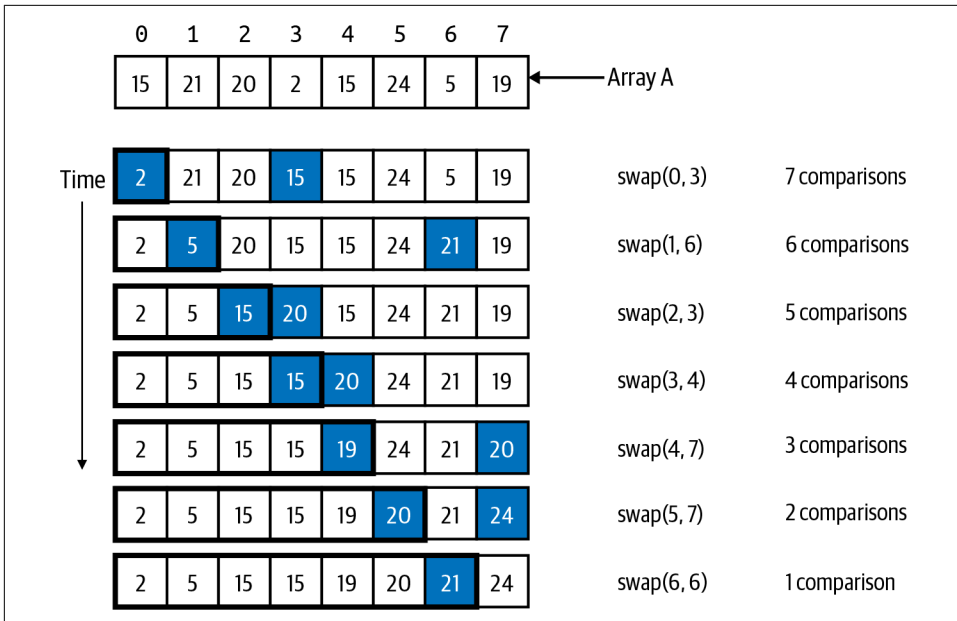 0 1 2 3 4 5 6 7
15 21 20 2 15 24 5 19 Array A
Time 2 21 20 15 15 24 5 19 swap(0, 3) 7 comparisons
2 5 20 15 15 24 21 19 swap(1, 6) 6 comparisons
2 5 15 20 15 24 21 19 swap(2, 3) 5 comparisons
2 5 15 15 20 24 21 19 swap(3, 4) 4 comparisons
2 5 15 15 19 24 21 20 swap(4, 7) 3 comparisons
2 5 15 15 19 20 21 24 swap(5, 7) 2 comparisons
2 5 15 15 19 20 21 24 swap(6, 6) 1 comparison